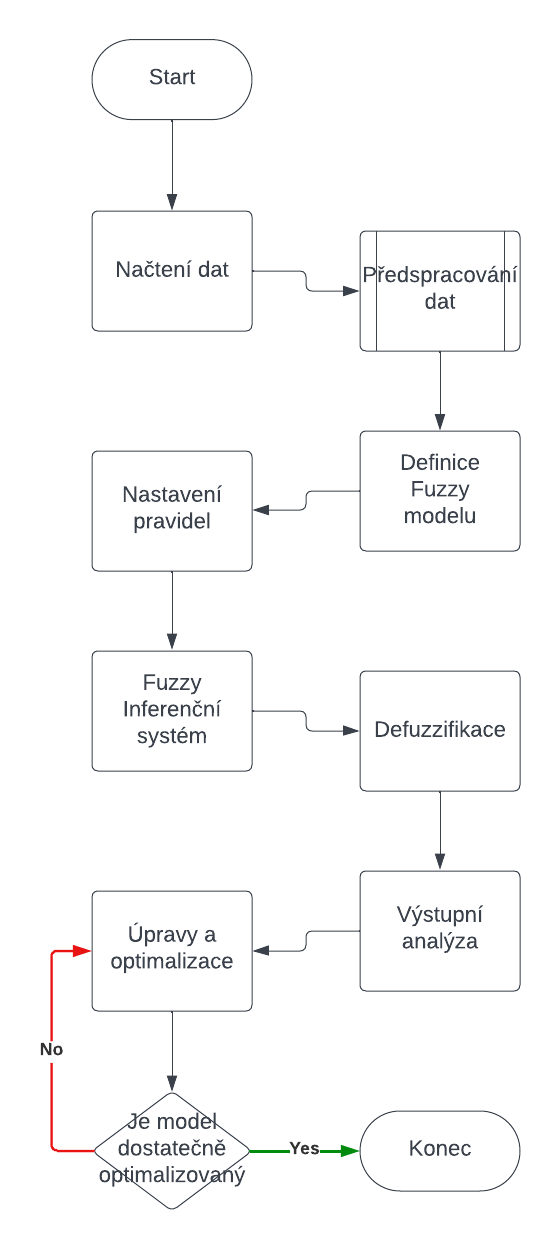 Start
Načtení dat
Předspracování
dat
Definice
Fuzzy
modelu
Nastavení
pravidel
Fuzzy
Inferenční
systém
Defuzzifikace
Výstupní
analýza
Úpravy a
optimalizace
No
Je model
dostatečně
optimalizovaný
Yes
Konec